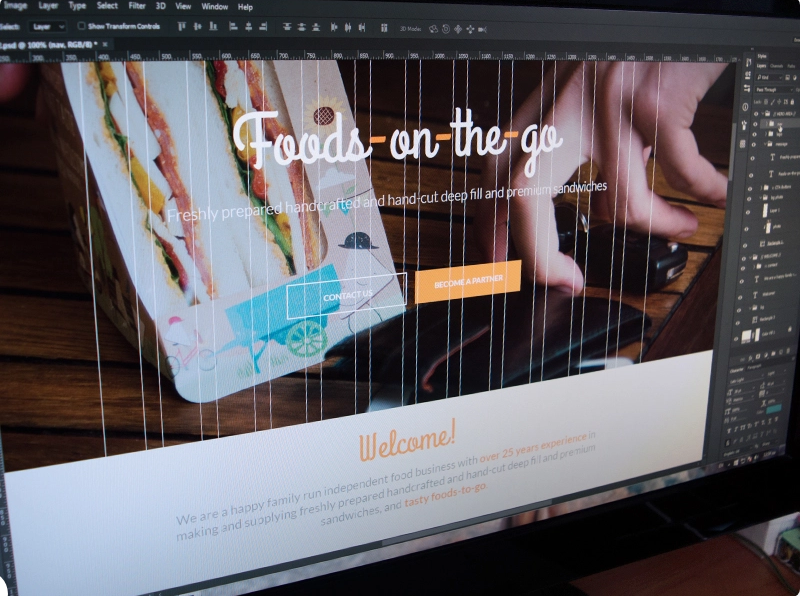 Image Layer Type Select Filter 3D View Window Help
Select: Layer Show Transform Controls 3D Mode:
.psd @ 100% (nav, RGB/8) *
Foods-on-the-go
Freshly prepared handcrafted and hand-cut deep fill and premium sandwiches
CONTACT US
BECOME A PARTNER
Welcome!
We are a happy family run independent food business with over 25 years experience in
making and supplying freshly prepared handcrafted and hand-cut deep fill and premium
sandwiches, and tasty foods-to-go.